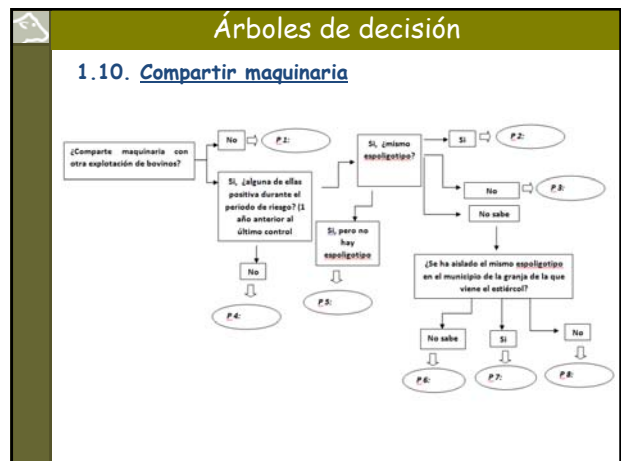 Árboles de decisión
1.10. Compartir maquinaria
¿Comparte maquinaria con
otra explotación de bovinos?
No
P.1:
Si, ¿alguna de ellas
positiva durante el
periodo de riesgo? (1
año anterior al
último control
No
P.4:
Si, ¿mismo
espoligotipo?
Si
P.2:
No
P.3:
No sabe
Si, pero no
hay
espoligotipo
P.5:
¿Se ha aislado el mismo espoligotipo
en el municipio de la granja de la que
viene el estiércol?
No sabe
P.6:
Si
P.7:
No
P.8: